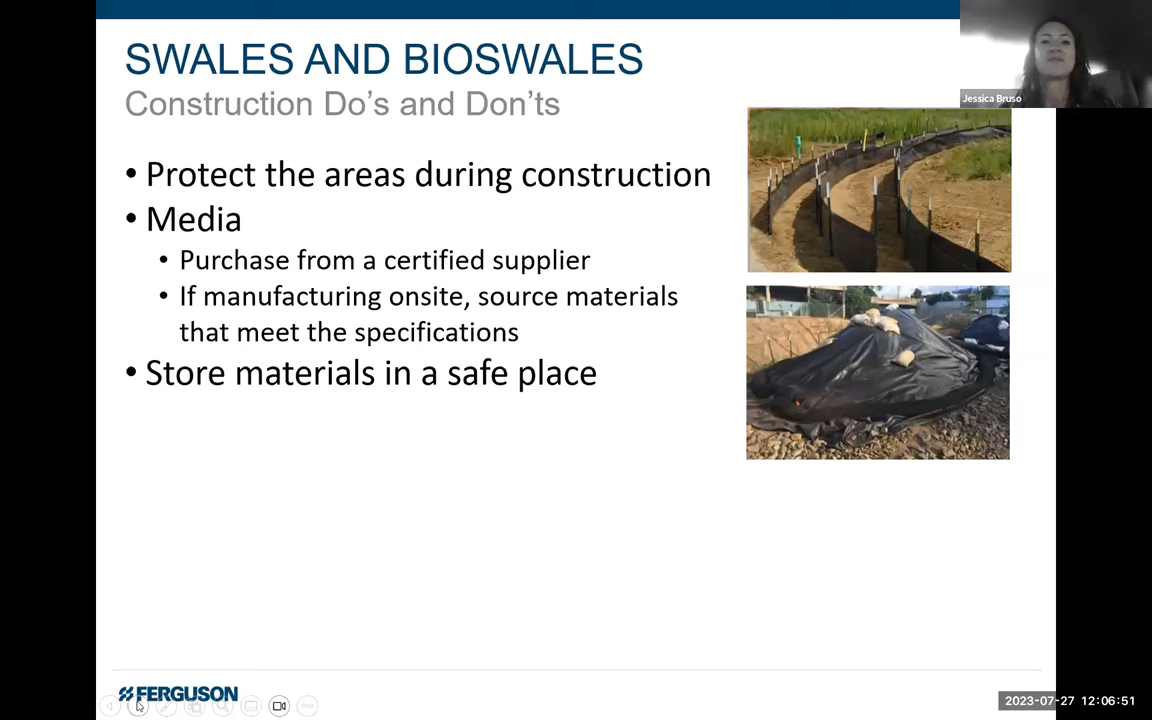 SWALES AND BIOSWALES
Construction Do's and Don'ts
Jessica Bruso
• Protect the areas during construction
• Media
• Purchase from a certified supplier
• If manufacturing onsite, source materials
that meet the specifications
• Store materials in a safe place
FERGUSON
2023-07-27 12:06:51